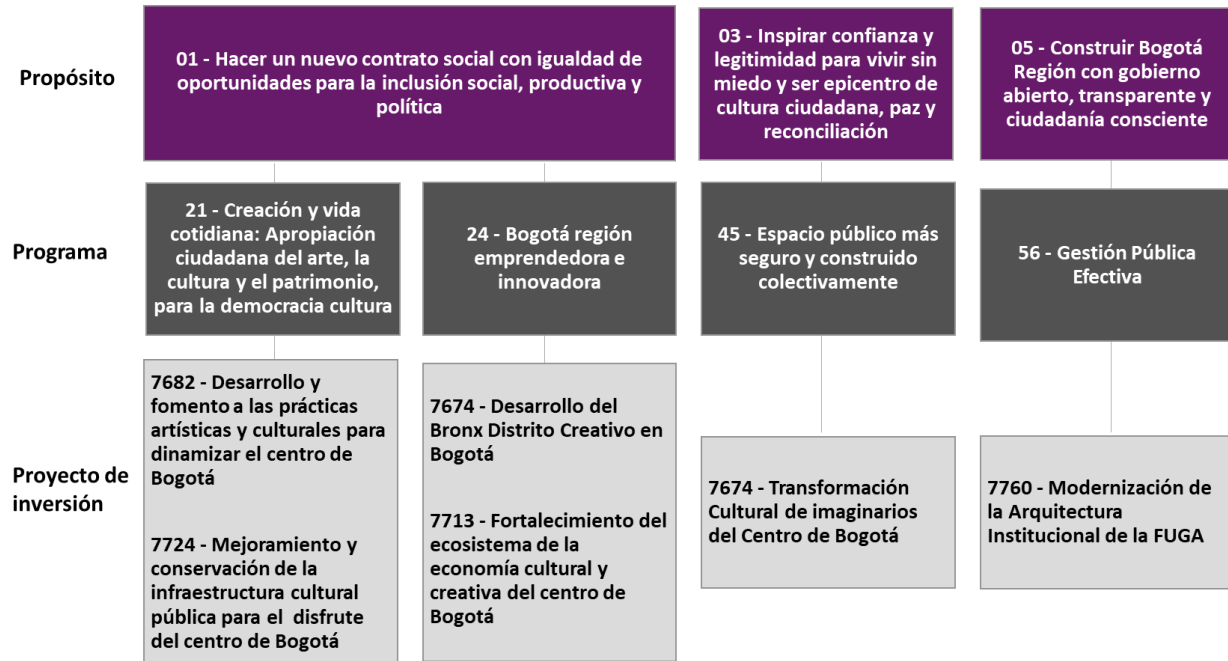 Propósito
01 - Hacer un nuevo contrato social con igualdad de
oportunidades para la inclusión social, productiva y
política
03 - Inspirar confianza y
legitimidad para vivir sin
miedo y ser epicentro de
cultura ciudadana, paz y
reconciliación
05 - Construir Bogotá
Región con gobierno
abierto, transparente y
ciudadanía consciente
Programa
21 - Creación y vida
cotidiana: Apropiación
ciudadana del arte, la
cultura y el patrimonio,
para la democracia cultura
24 - Bogotá región
emprendedora e
innovadora
45 - Espacio público más
seguro y construido
colectivamente
56 - Gestión Pública
Efectiva
Proyecto de
inversión
7682 - Desarrollo y
fomento a las prácticas
artísticas y culturales para
dinamizar el centro de
Bogotá
7724 - Mejoramiento y
conservación de la
infraestructura cultural
pública para el disfrute
del centro de Bogotá
7674 - Desarrollo del
Bronx Distrito Creativo en
Bogotá
7713 - Fortalecimiento del
ecosistema de la
economía cultural y
creativa del centro de
Bogotá
7674 - Transformación
Cultural de imaginarios
del Centro de Bogotá
7760 - Modernización de
la Arquitectura
Institucional de la FUGA